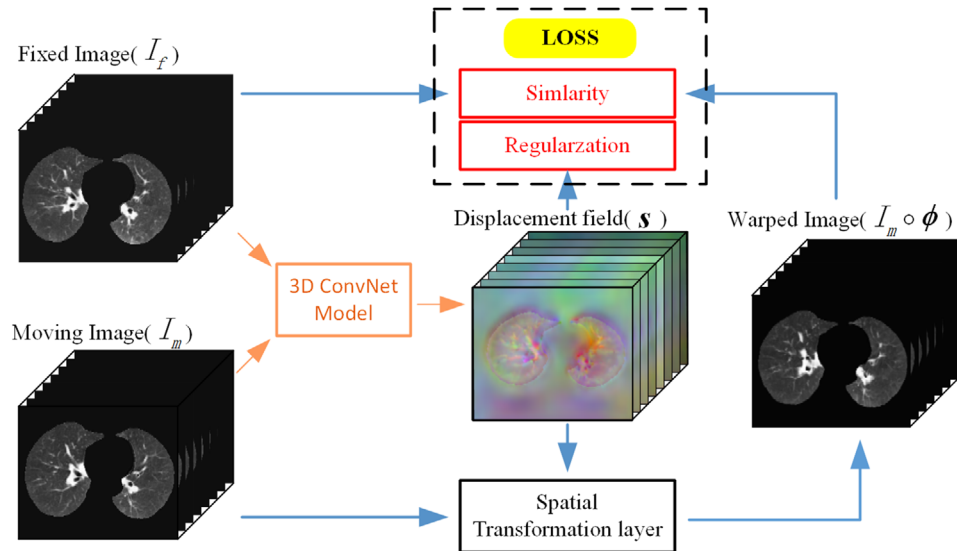 LOSS
Fixed Image( I_f )
Simlarity
Regularzation
Displacement field( s )
Warped Image( I_m ∘ ϕ )
3D ConvNet
Model
Moving Image( I_m )
Spatial
Transformation layer